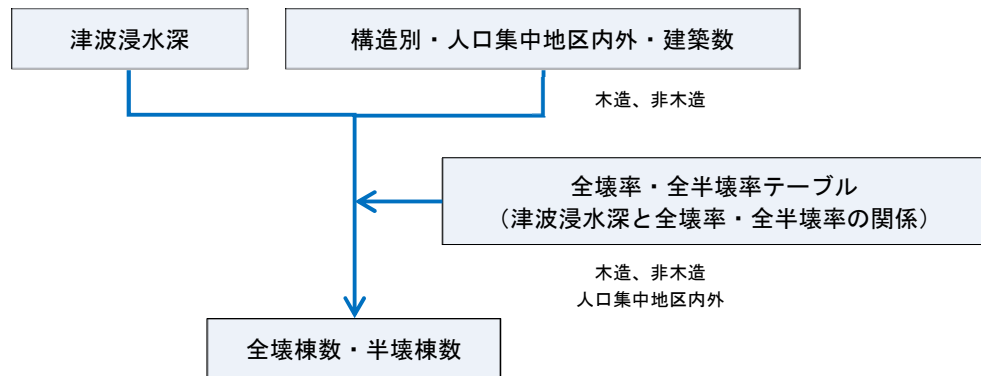 津波浸水深
構造別・人口集中地区内外・建築数
木造、非木造
全壊率・全半壊率テーブル
（津波浸水深と全壊率・全半壊率の関係）
木造、非木造
人口集中地区内外
全壊棟数・半壊棟数